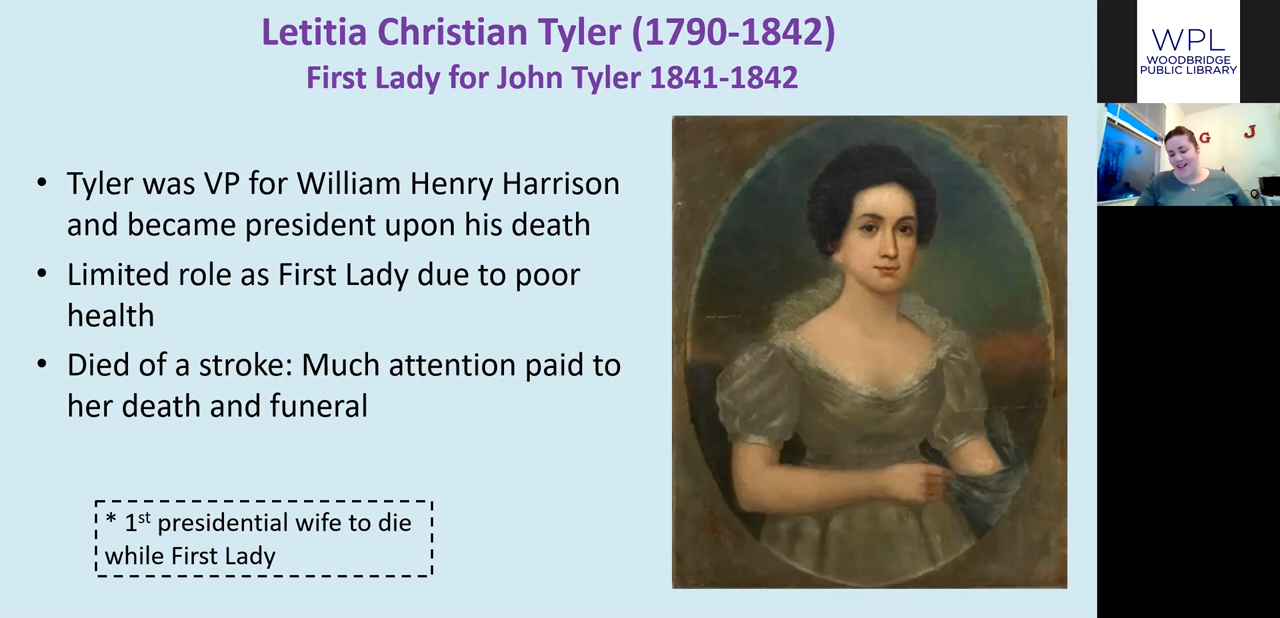 Letitia Christian Tyler (1790-1842)
First Lady for John Tyler 1841-1842
• Tyler was VP for William Henry Harrison
and became president upon his death
• Limited role as First Lady due to poor
health
• Died of a stroke: Much attention paid to
her death and funeral
* 1st presidential wife to die
while First Lady
WPL
WOODBRIDGE
PUBLIC LIBRARY
G J